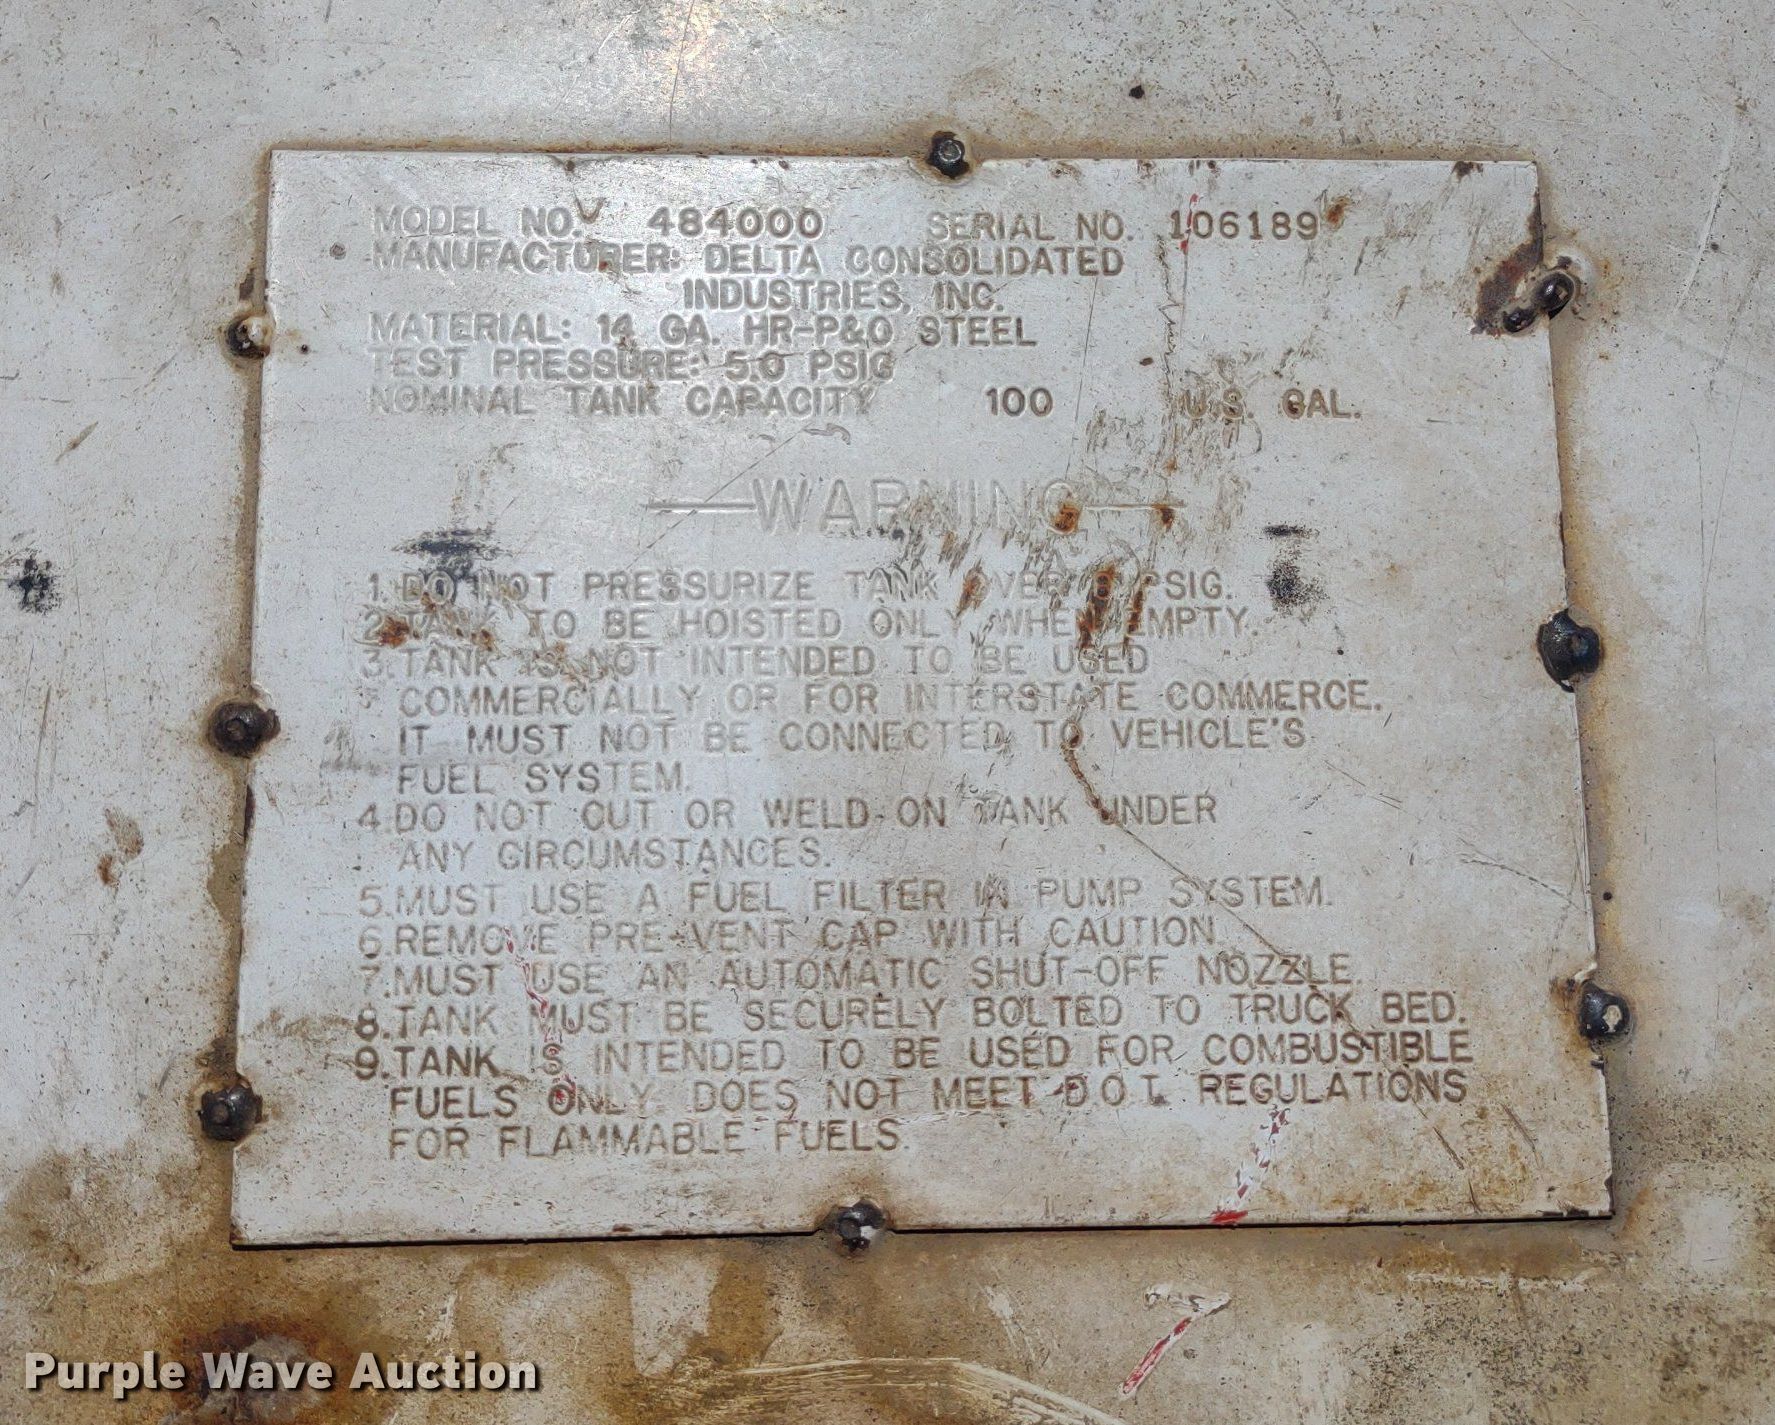 MODEL NO. 484000 SERIAL NO. 106189
MANUFACTURER: DELTA CONSOLIDATED
INDUSTRIES, INC.
MATERIAL: 14 GA. HR-P&O STEEL
TEST PRESSURE: 5.0 PSIG
NOMINAL TANK CAPACITY 100 U.S. GAL.
WARNING
1. DO NOT PRESSURIZE TANK OVER PSIG.
2. TANK TO BE HOISTED ONLY WHEN EMPTY.
3. TANK IS NOT INTENDED TO BE USED
COMMERCIALLY OR FOR INTERSTATE COMMERCE.
IT MUST NOT BE CONNECTED TO VEHICLE'S
FUEL SYSTEM.
4. DO NOT CUT OR WELD ON TANK UNDER
ANY CIRCUMSTANCES.
5. MUST USE A FUEL FILTER IN PUMP SYSTEM.
6. REMOVE PRE-VENT CAP WITH CAUTION.
7. MUST USE AN AUTOMATIC SHUT-OFF NOZZLE.
8. TANK MUST BE SECURELY BOLTED TO TRUCK BED.
9. TANK IS INTENDED TO BE USED FOR COMBUSTIBLE
FUELS ONLY. DOES NOT MEET D.O.T. REGULATIONS
FOR FLAMMABLE FUELS.
Purple Wave Auction